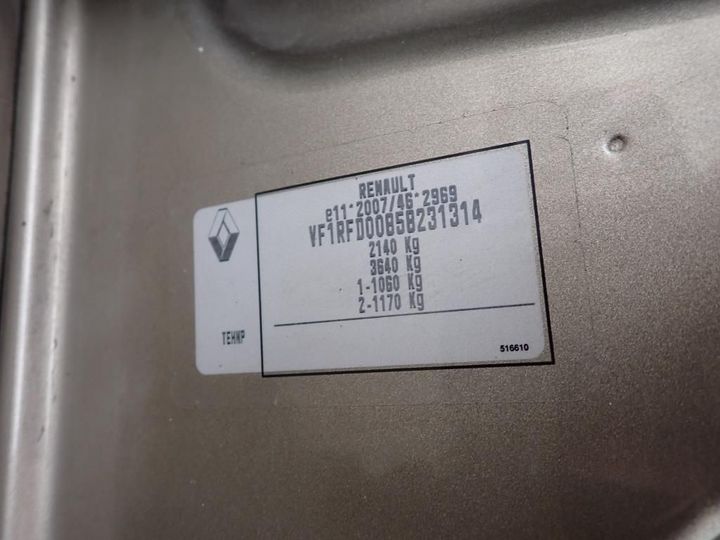 RENAULT
e11*2007/46*2969
VF1RFD00858231314
2140 Kg
3640 Kg
1-1060 Kg
2-1170 Kg
TEHNP
516610